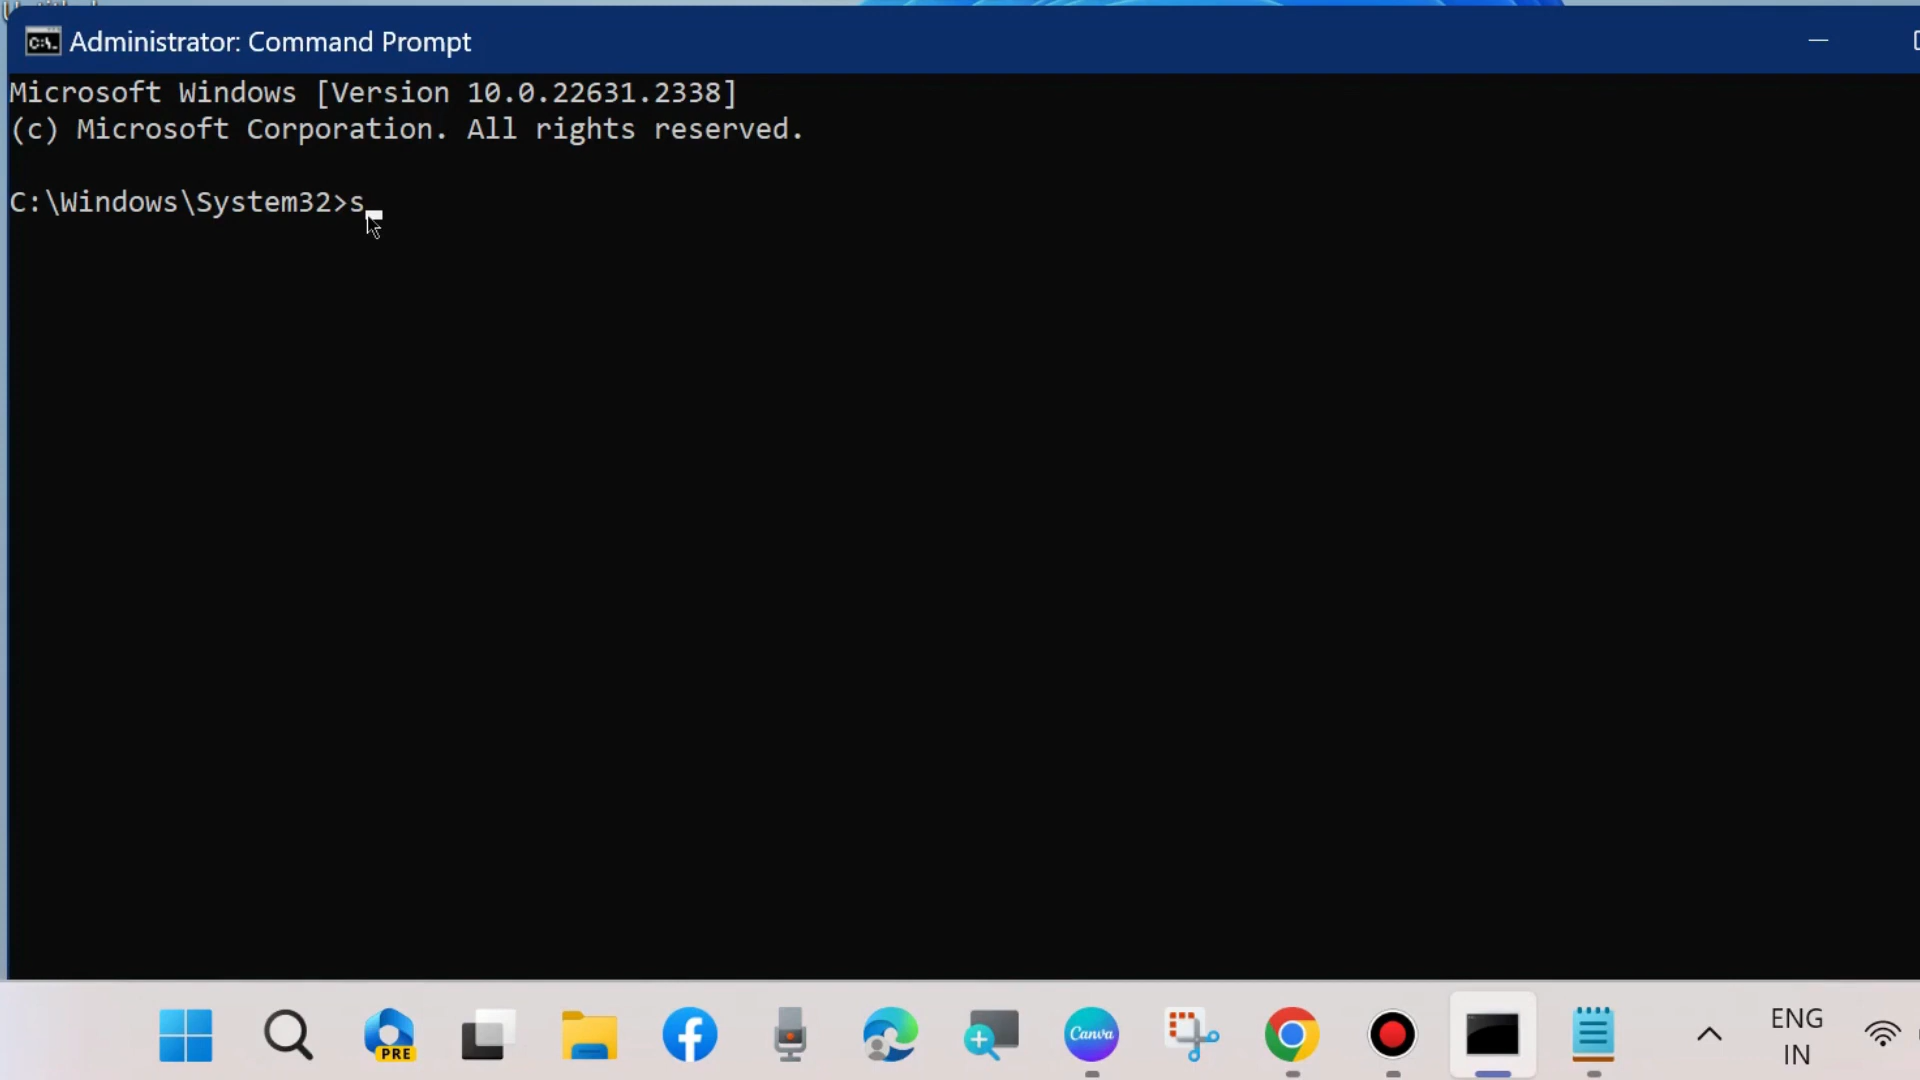 Administrator: Command Prompt
Microsoft Windows [Version 10.0.22631.2338]
(c) Microsoft Corporation. All rights reserved.
C:\Windows\System32>s
PRE
Canva
ENG
IN